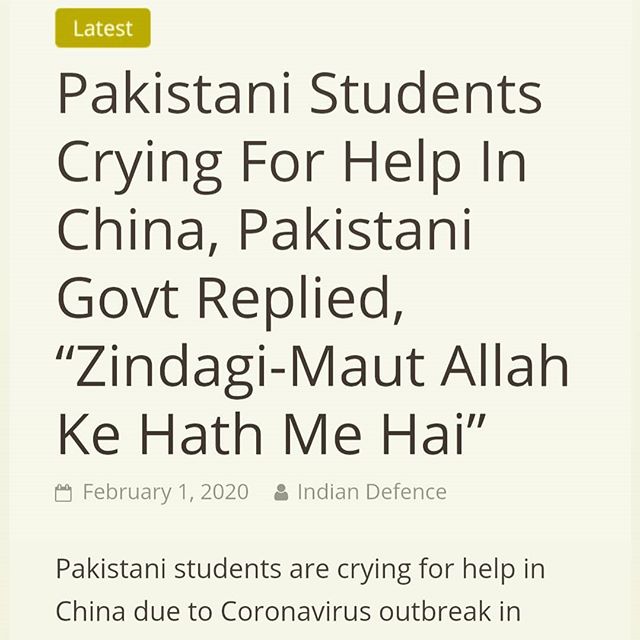 Latest
Pakistani Students
Crying For Help In
China, Pakistani
Govt Replied,
“Zindagi-Maut Allah
Ke Hath Me Hai”
February 1, 2020 Indian Defence
Pakistani students are crying for help in
China due to Coronavirus outbreak in